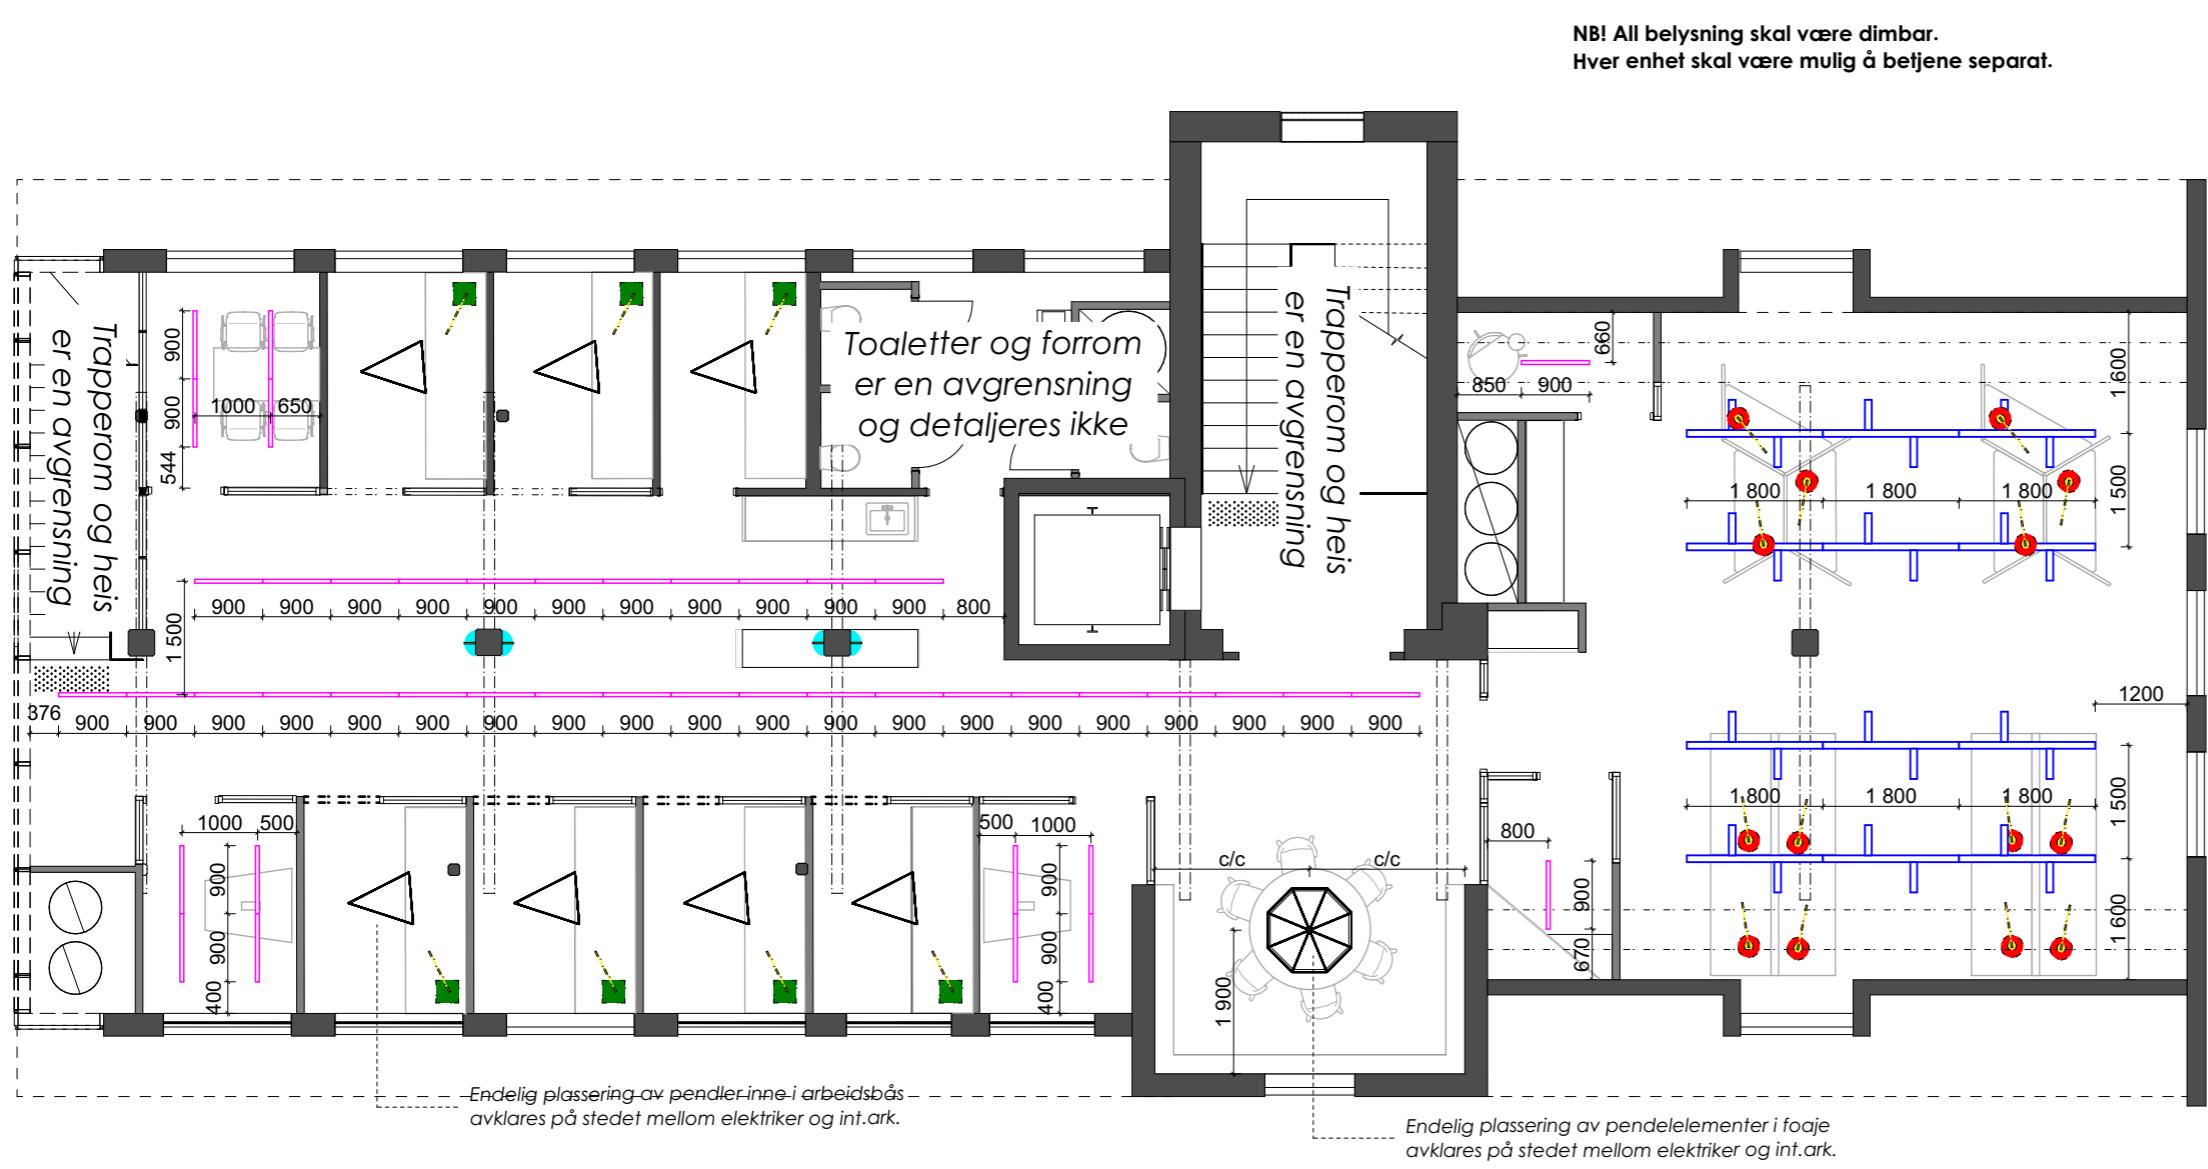 NB! All belysning skal være dimbar.
Hver enhet skal være mulig å betjene separat.
Trapperom og heis
er en avgrensning
Toaletter og forrom
er en avgrensning
og detaljeres ikke
Trapperom og heis
er en avgrensning
900
900
544
1000 650
660
850 900
1 600
1 500
1 800 1 800 1 800
900 900 900 900 900 900 900 900 900 900 900 800
1 500
376
900 900 900 900 900 900 900 900 900 900 900 900 900 900 900 900 900 900 900 900
1200
1 800 1 800 1 800
1 500
1 600
1000 500
900
900
400
500 1000
900
900
400
c/c c/c
1 900
800
900
670
Endelig plassering av pendler inne i arbeidsbås
avklares på stedet mellom elektriker og int.ark.
Endelig plassering av pendelelementer i foaje
avklares på stedet mellom elektriker og int.ark.